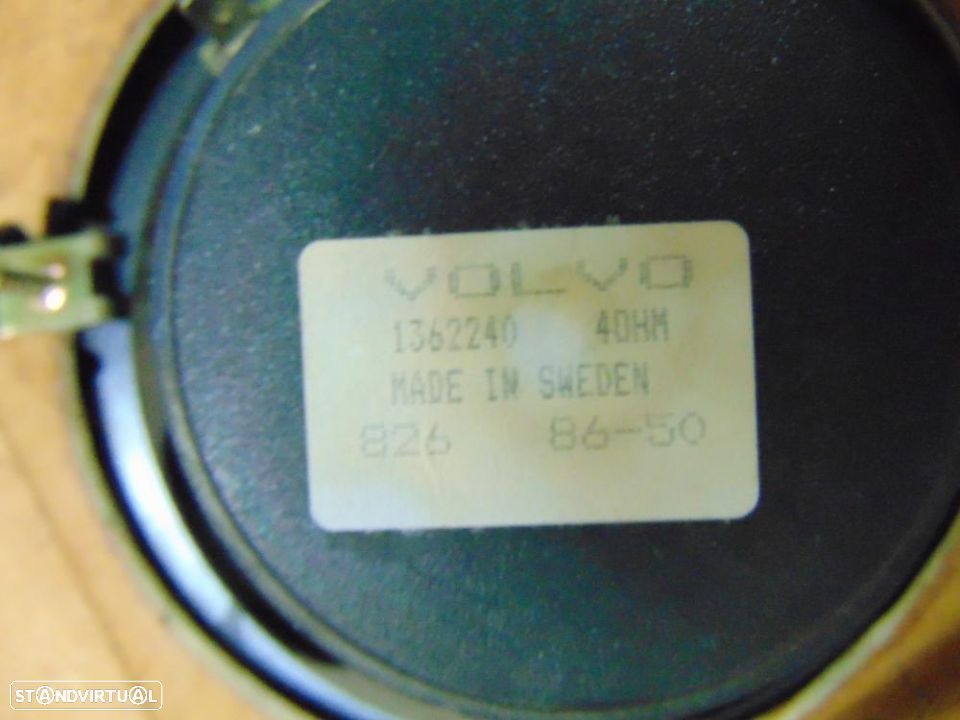 VOLVO
1362240 4OHM
MADE IN SWEDEN
826 86-50
STANDVIRTUAL